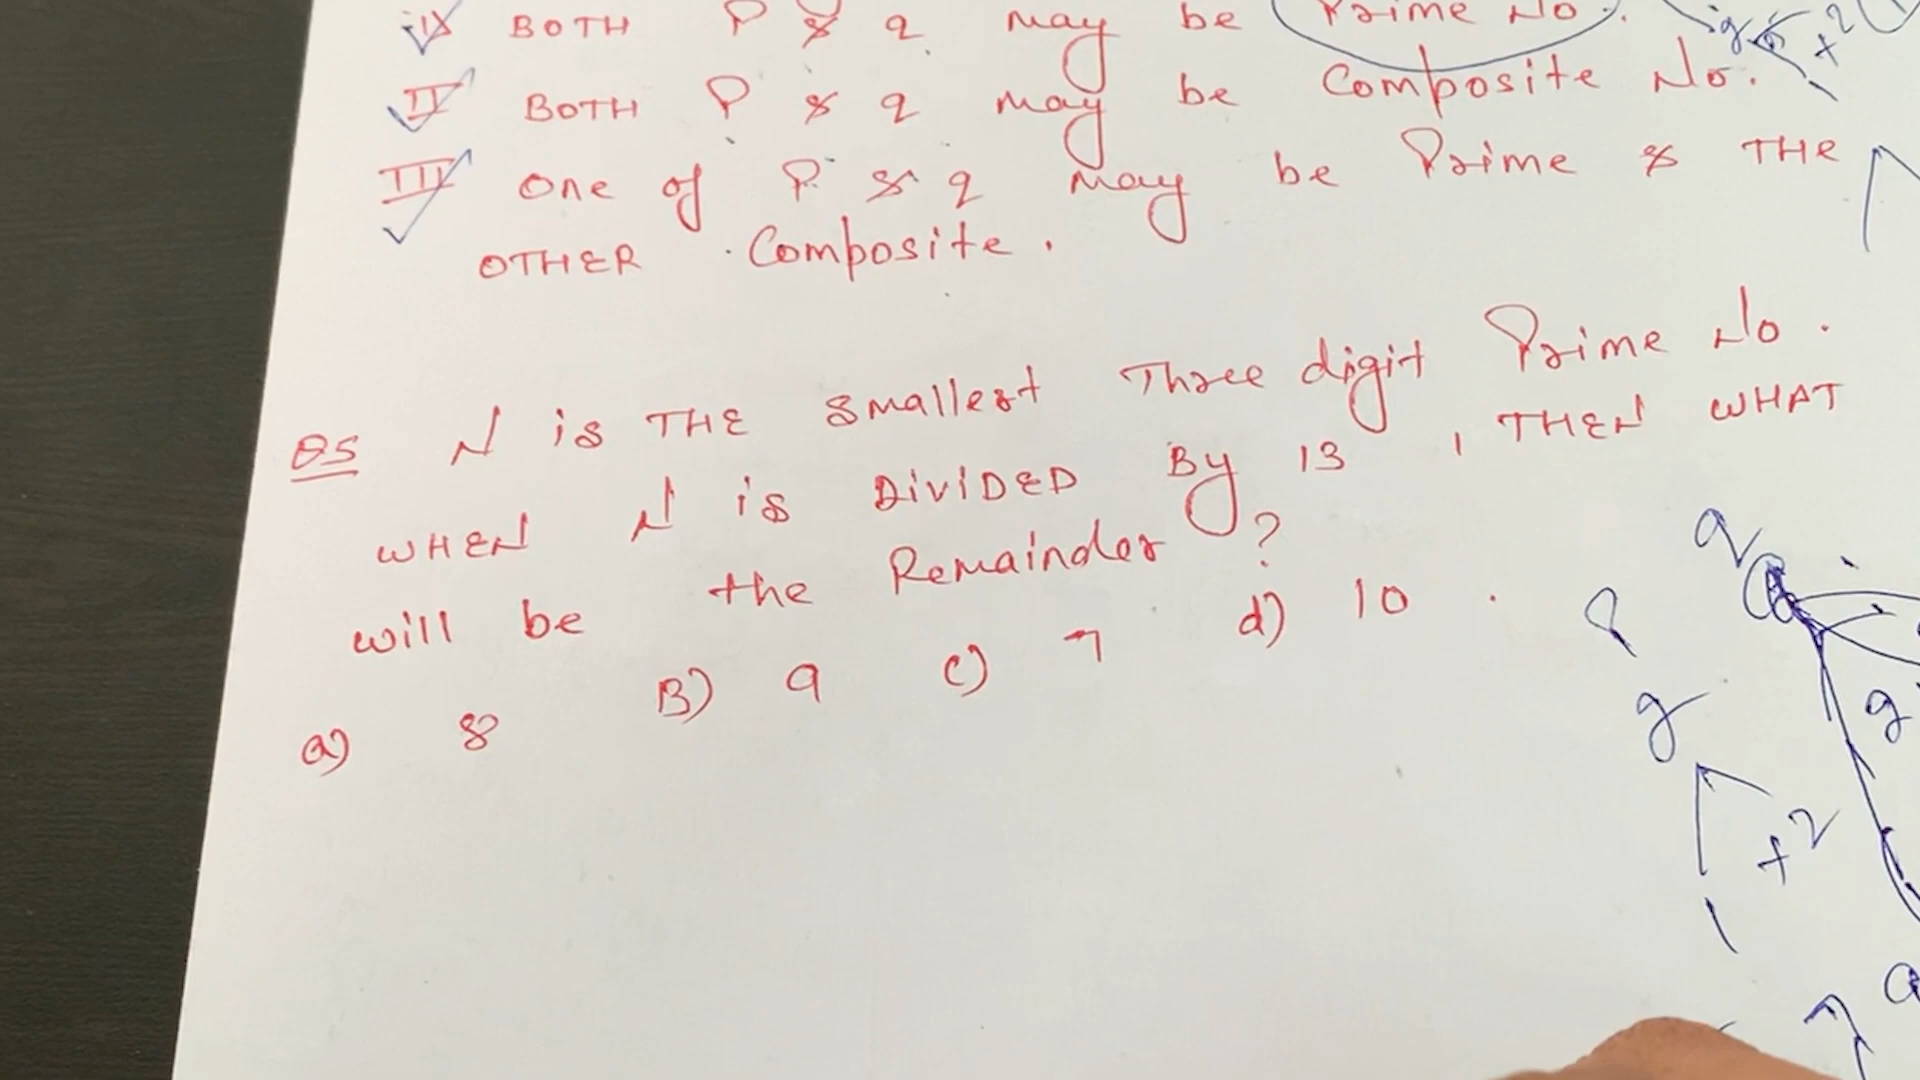 BOTH P & q may be Prime No.
II BOTH P & q may be Composite No.
III One of P & q may be Prime & THE
OTHER Composite.
Q5 N is THE smallest Three digit Prime No.
WHEN N is DIVIDED By 13, THEN WHAT
will be the Remainder ?
a) 8 B) 9 c) 7 d) 10 .
+2
q
P
g
g
+2